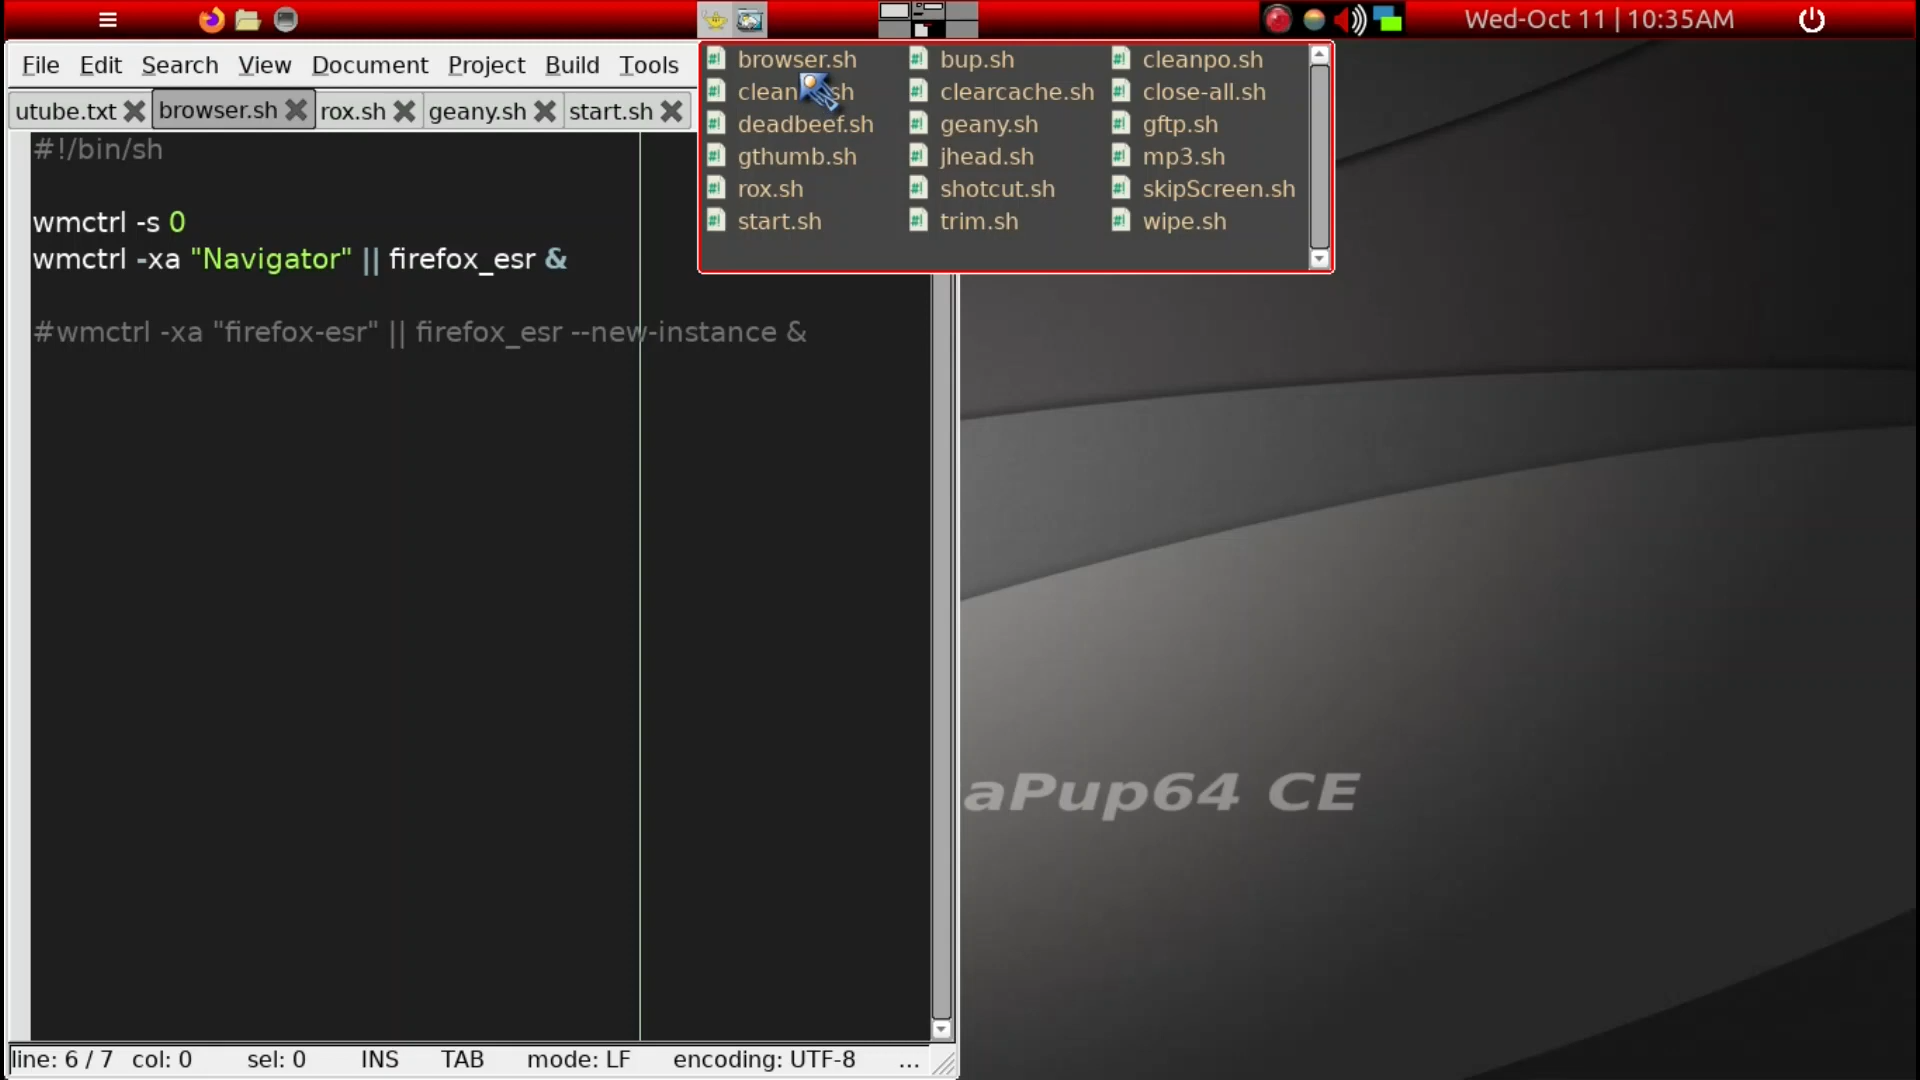 Wed-Oct 11 | 10:35AM
File Edit Search View Document Project Build Tools
utube.txt browser.sh rox.sh geany.sh start.sh
#!/bin/sh
wmctrl -s 0
wmctrl -xa "Navigator" || firefox_esr &
#wmctrl -xa "firefox-esr" || firefox_esr --new-instance &
browser.sh bup.sh cleanpo.sh
clean sh clearcache.sh close-all.sh
deadbeef.sh geany.sh gftp.sh
gthumb.sh jhead.sh mp3.sh
rox.sh shotcut.sh skipScreen.sh
start.sh trim.sh wipe.sh
aPup64 CE
line: 6 / 7 col: 0 sel: 0 INS TAB mode: LF encoding: UTF-8 ...